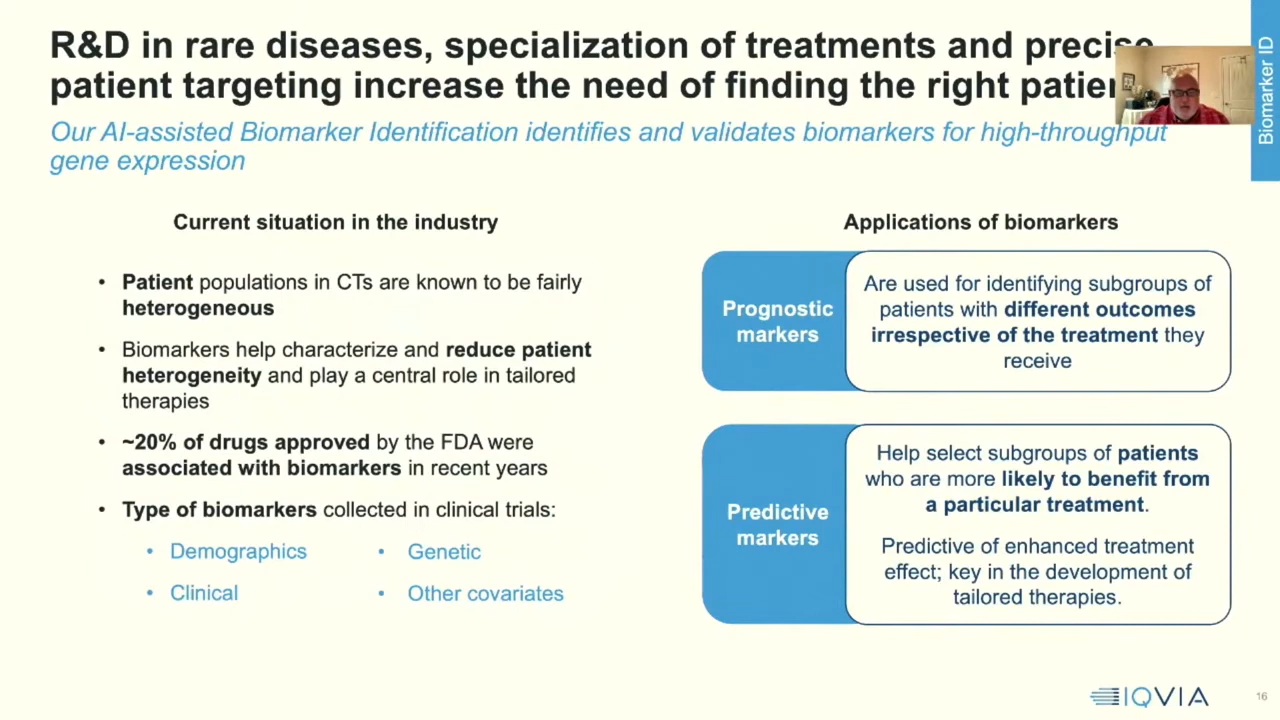 R&D in rare diseases, specialization of treatments and precise
patient targeting increase the need of finding the right
Our AI-assisted Biomarker Identification identifies and validates biomarkers for high-throughput
gene expression
Biomarker ID
Current situation in the industry
• Patient populations in CTs are known to be fairly
heterogeneous
• Biomarkers help characterize and reduce patient
heterogeneity and play a central role in tailored
therapies
• ~20% of drugs approved by the FDA were
associated with biomarkers in recent years
• Type of biomarkers collected in clinical trials:
• Demographics
• Genetic
• Clinical
• Other covariates
Applications of biomarkers
Prognostic
markers
Are used for identifying subgroups of
patients with different outcomes
irrespective of the treatment they
receive
Predictive
markers
Help select subgroups of patients
who are more likely to benefit from
a particular treatment.
Predictive of enhanced treatment
effect; key in the development of
tailored therapies.
IQVIA
16